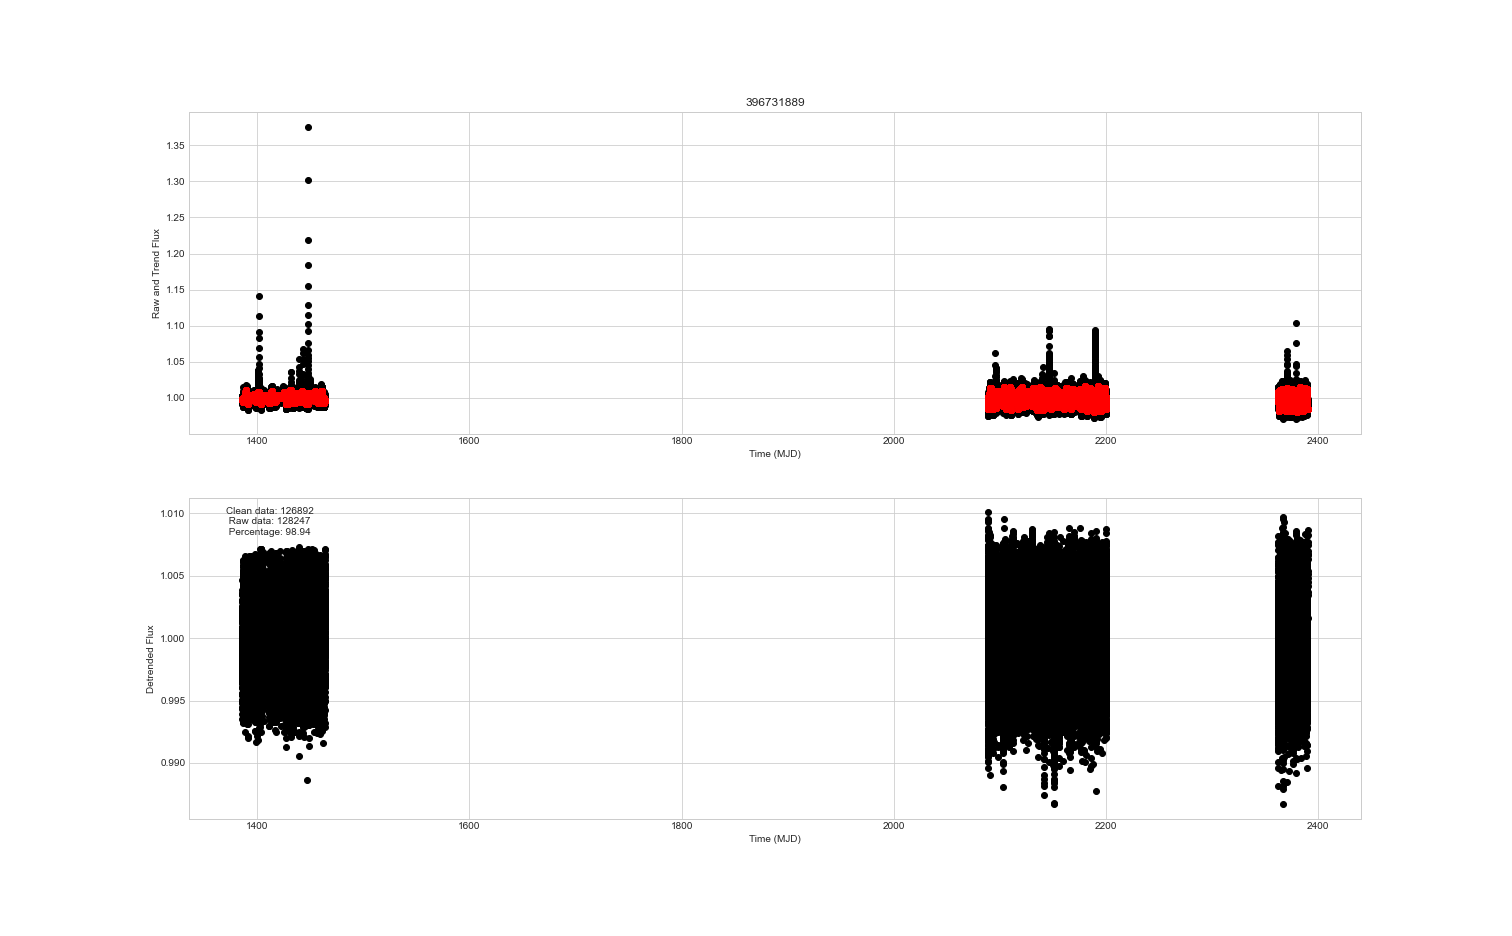 396731889
Raw and Trend Flux
1.35
1.30
1.25
1.20
1.15
1.10
1.05
1.00
1400 1600 1800 2000 2200 2400
Time (MJD)
Clean data: 126892
Raw data: 128247
Percentage: 98.94
Detrended Flux
1.010
1.005
1.000
0.995
0.990
1400 1600 1800 2000 2200 2400
Time (MJD)